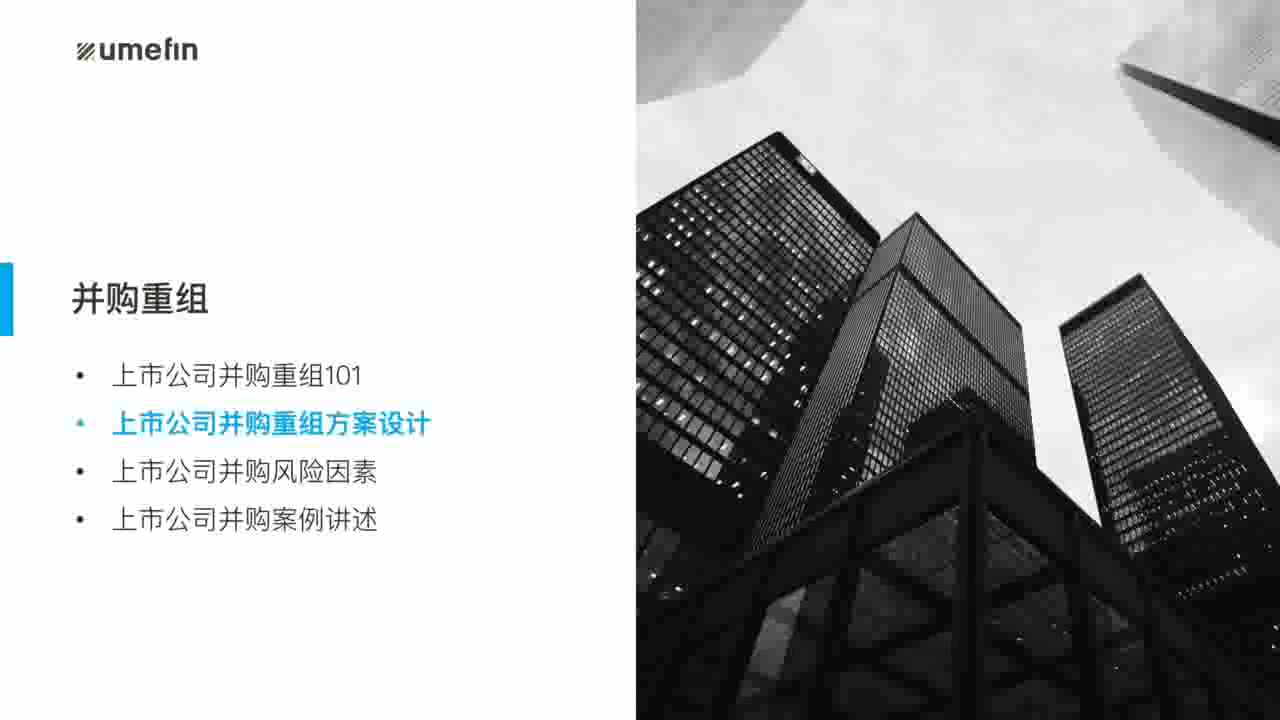 umefin
并购重组
• 上市公司并购重组101
• 上市公司并购重组方案设计
• 上市公司并购风险因素
• 上市公司并购案例讲述